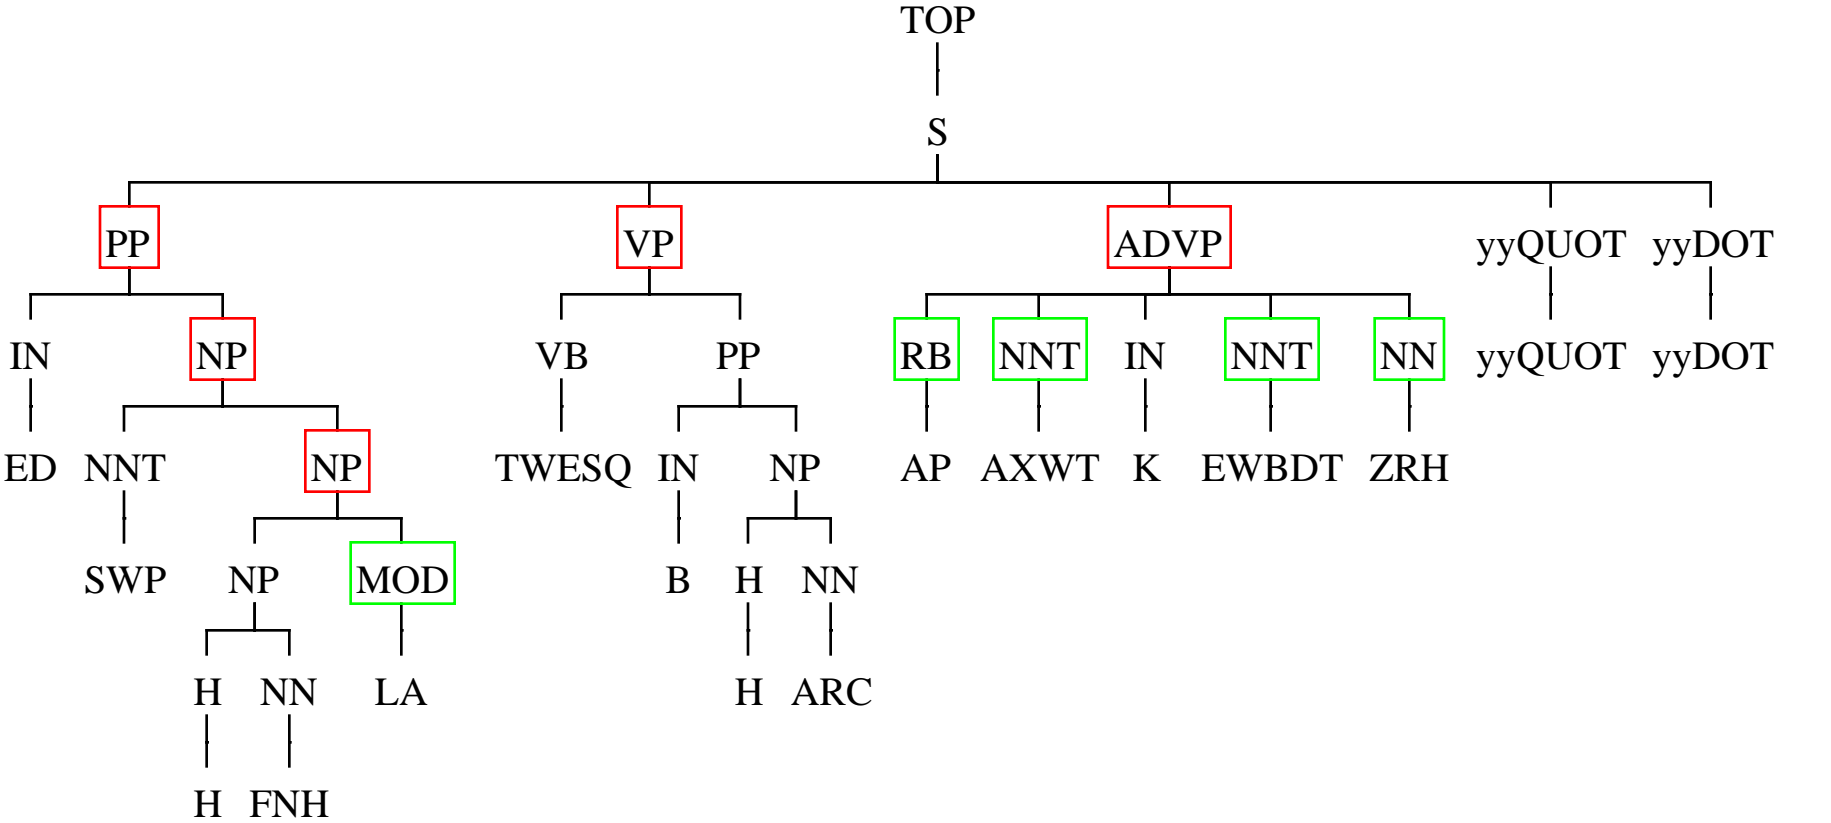 TOP
S
PP VP ADVP yyQUOT yyDOT
IN NP VB PP RB NNT IN NNT NN yyQUOT yyDOT
ED NNT NP TWESQ IN NP AP AXWT K EWBDT ZRH
SWP NP MOD B H NN
H NN LA H ARC
H FNH